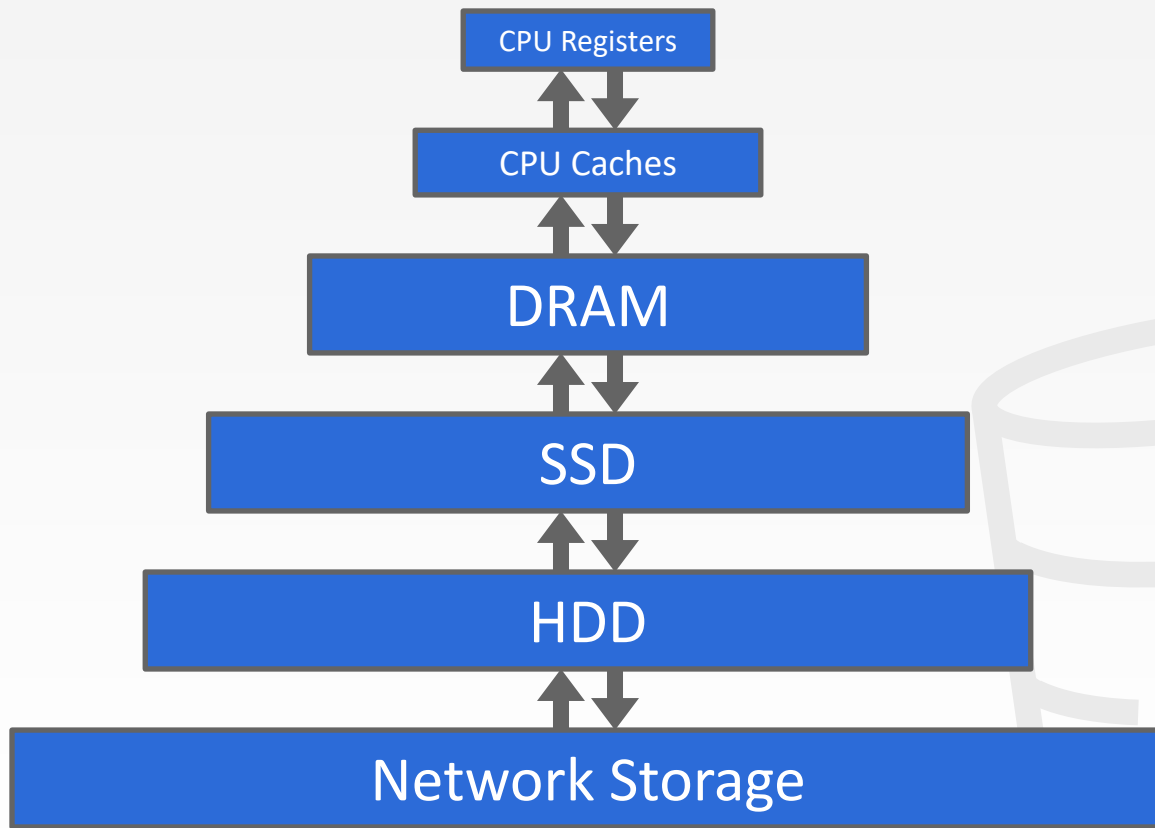 CPU Registers
CPU Caches
DRAM
SSD
HDD
Network Storage